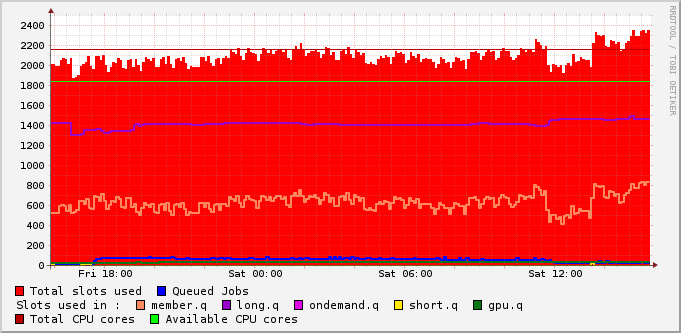 RRDTOOL / TOBI OETIKER
2400
2200
2000
1800
1600
1400
1200
1000
800
600
400
200
0
Fri 18:00 Sat 00:00 Sat 06:00 Sat 12:00
Total slots used Queued Jobs
Slots used in : member.q long.q ondemand.q short.q gpu.q
Total CPU cores Available CPU cores